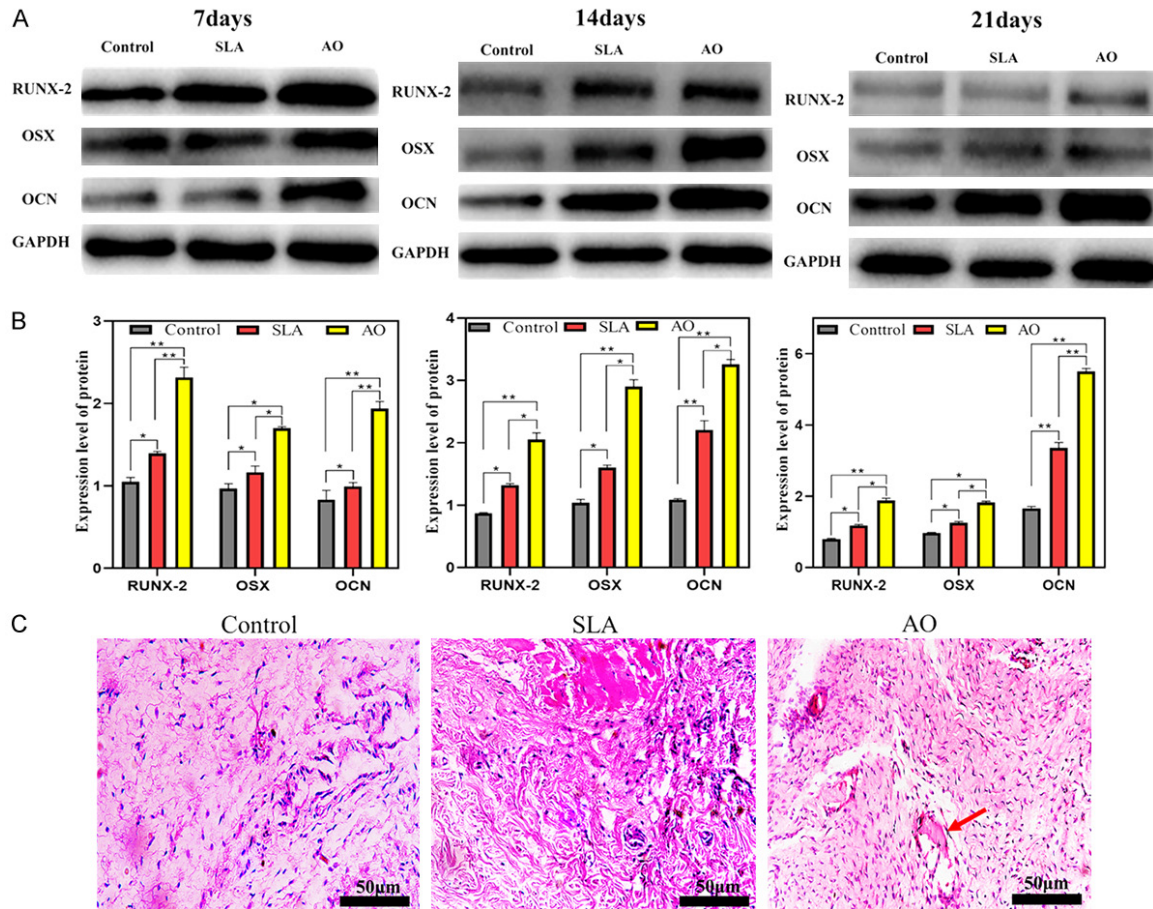 A
7days 14days 21days
Control SLA AO
RUNX-2
OSX
OCN
GAPDH
Control SLA AO
RUNX-2
OSX
OCN
GAPDH
Control SLA AO
RUNX-2
OSX
OCN
GAPDH
B
Expression level of protein
Control SLA AO
3
2
1
0
** ** * * * * ** ** *
RUNX-2 OSX OCN
Expression level of protein
Control SLA AO
4
3
2
1
0
** * * ** * * ** * **
RUNX-2 OSX OCN
Expression level of protein
Conttrol SLA AO
6
4
2
0
** * * * * * ** ** **
RUNX-2 OSX OCN
C
Control SLA AO
50μm 50μm 50μm